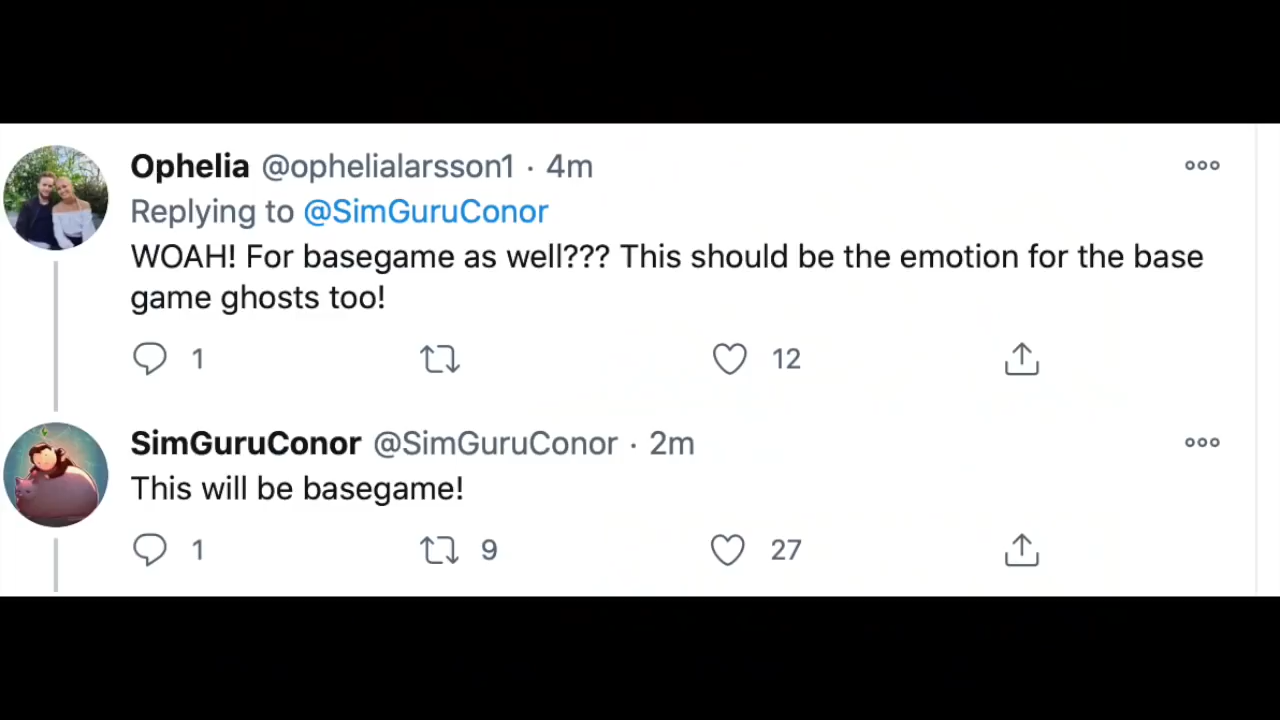 Ophelia @ophelialarsson1 · 4m
Replying to @SimGuruConor
WOAH! For basegame as well??? This should be the emotion for the base
game ghosts too!
1 12
SimGuruConor @SimGuruConor · 2m
This will be basegame!
1 9 27